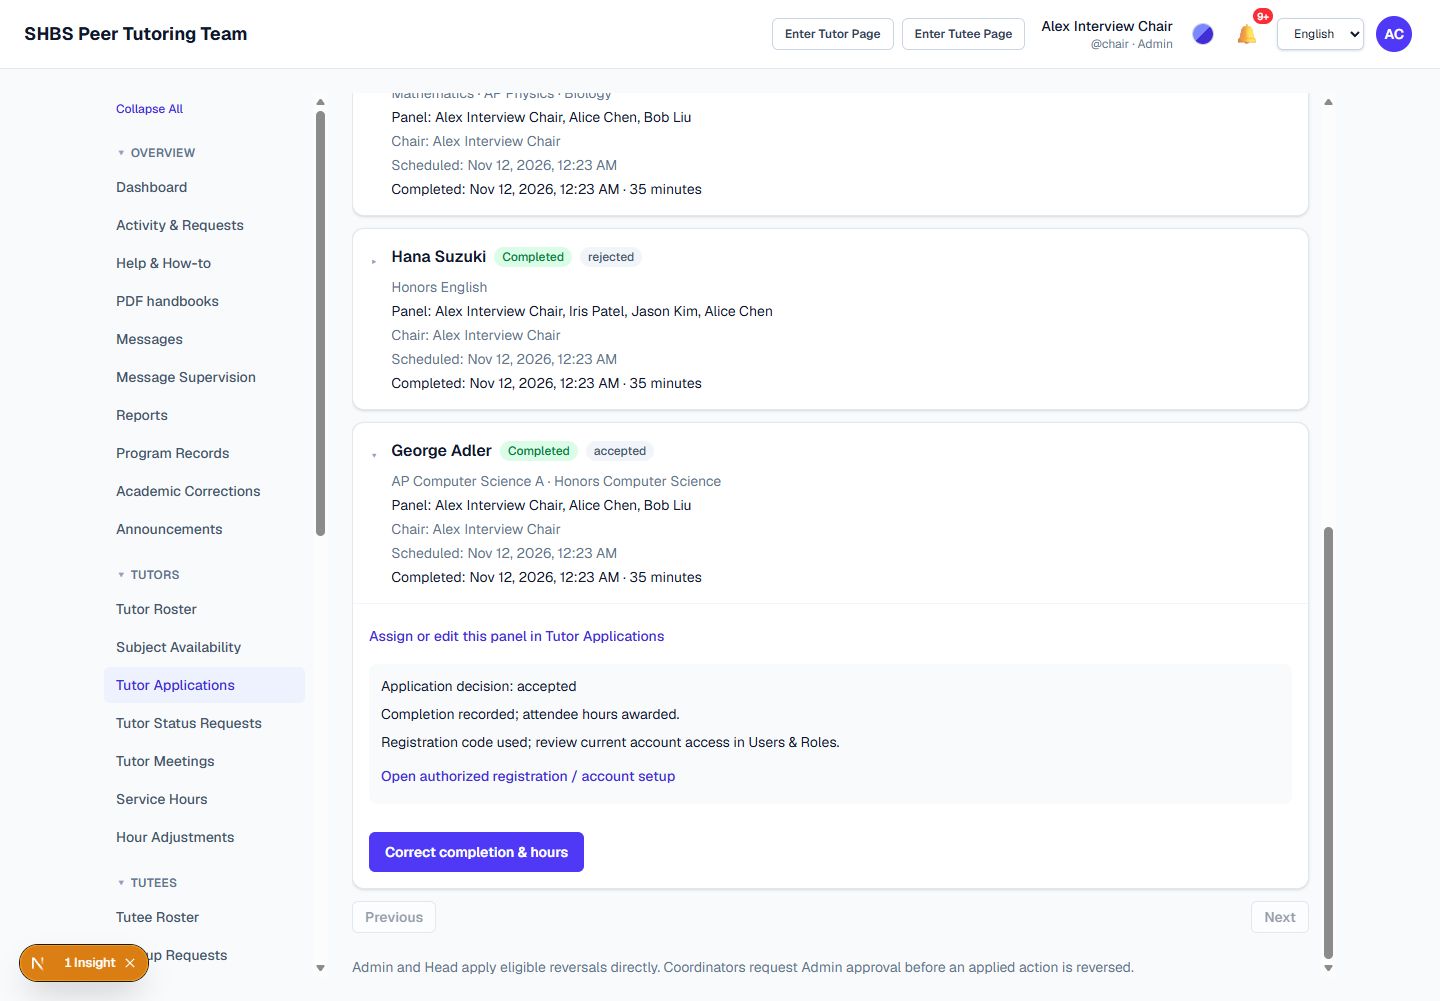 SHBS Peer Tutoring Team
Enter Tutor Page
Enter Tutee Page
Alex Interview Chair
@chair · Admin
9+
English
AC
Collapse All
OVERVIEW
Dashboard
Activity & Requests
Help & How-to
PDF handbooks
Messages
Message Supervision
Reports
Program Records
Academic Corrections
Announcements
TUTORS
Tutor Roster
Subject Availability
Tutor Applications
Tutor Status Requests
Tutor Meetings
Service Hours
Hour Adjustments
TUTEES
Tutee Roster
up Requests
N 1 Insight
Mathematics · AP Physics · Biology
Panel: Alex Interview Chair, Alice Chen, Bob Liu
Chair: Alex Interview Chair
Scheduled: Nov 12, 2026, 12:23 AM
Completed: Nov 12, 2026, 12:23 AM · 35 minutes
Hana Suzuki Completed rejected
Honors English
Panel: Alex Interview Chair, Iris Patel, Jason Kim, Alice Chen
Chair: Alex Interview Chair
Scheduled: Nov 12, 2026, 12:23 AM
Completed: Nov 12, 2026, 12:23 AM · 35 minutes
George Adler Completed accepted
AP Computer Science A · Honors Computer Science
Panel: Alex Interview Chair, Alice Chen, Bob Liu
Chair: Alex Interview Chair
Scheduled: Nov 12, 2026, 12:23 AM
Completed: Nov 12, 2026, 12:23 AM · 35 minutes
Assign or edit this panel in Tutor Applications
Application decision: accepted
Completion recorded; attendee hours awarded.
Registration code used; review current account access in Users & Roles.
Open authorized registration / account setup
Correct completion & hours
Previous
Next
Admin and Head apply eligible reversals directly. Coordinators request Admin approval before an applied action is reversed.